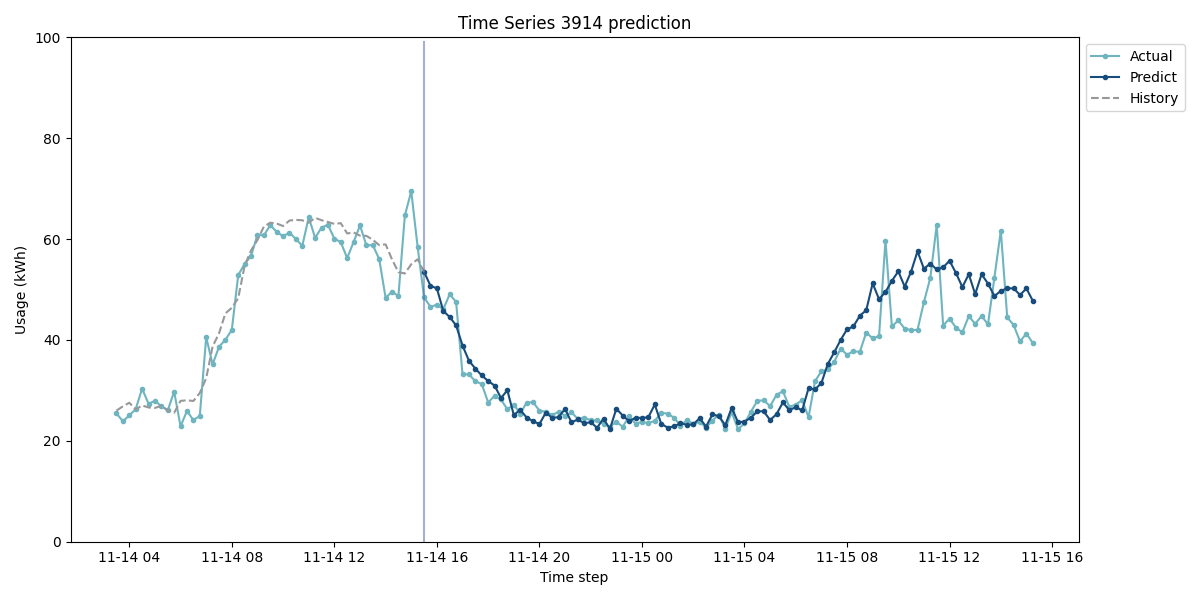 Time Series 3914 prediction
100
80
60
40
20
0
Usage (kWh)
11-14 04
11-14 08
11-14 12
11-14 16
11-14 20
11-15 00
11-15 04
11-15 08
11-15 12
11-15 16
Time step
Actual
Predict
History